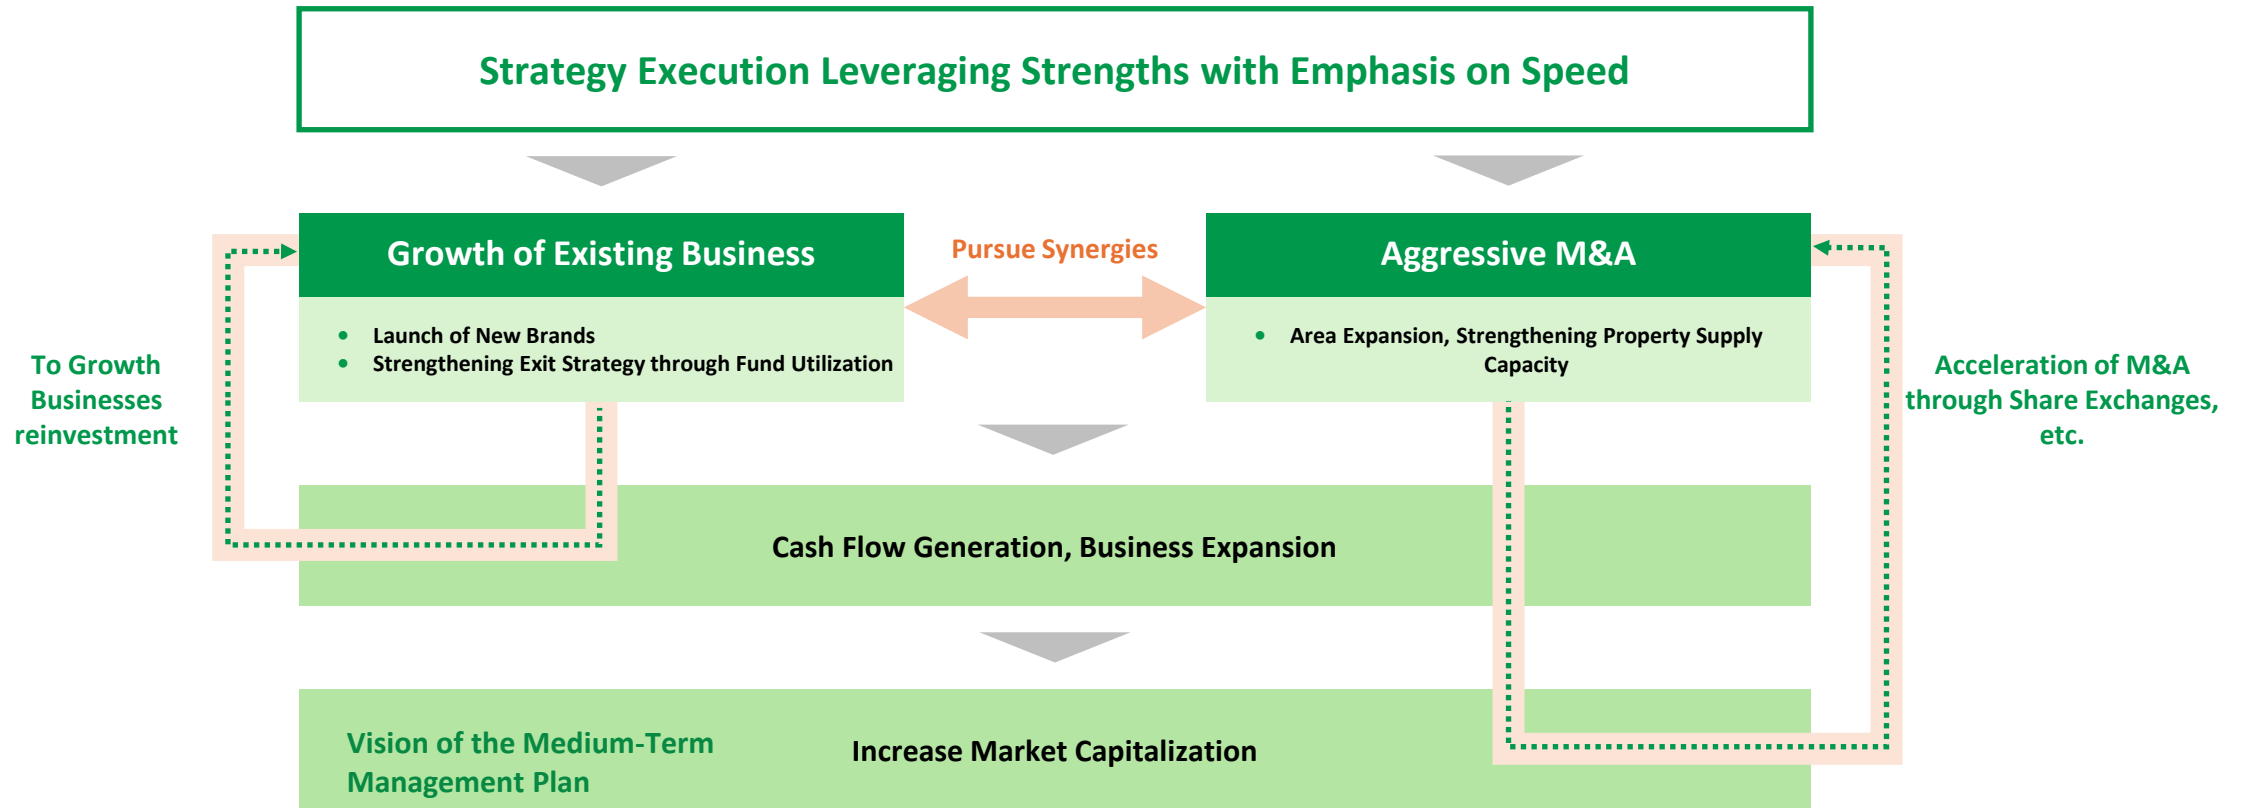 Strategy Execution Leveraging Strengths with Emphasis on Speed
Growth of Existing Business
Pursue Synergies
Aggressive M&A
• Launch of New Brands
• Strengthening Exit Strategy through Fund Utilization
• Area Expansion, Strengthening Property Supply
Capacity
To Growth
Businesses
reinvestment
Acceleration of M&A
through Share Exchanges,
etc.
Cash Flow Generation, Business Expansion
Vision of the Medium-Term
Management Plan
Increase Market Capitalization